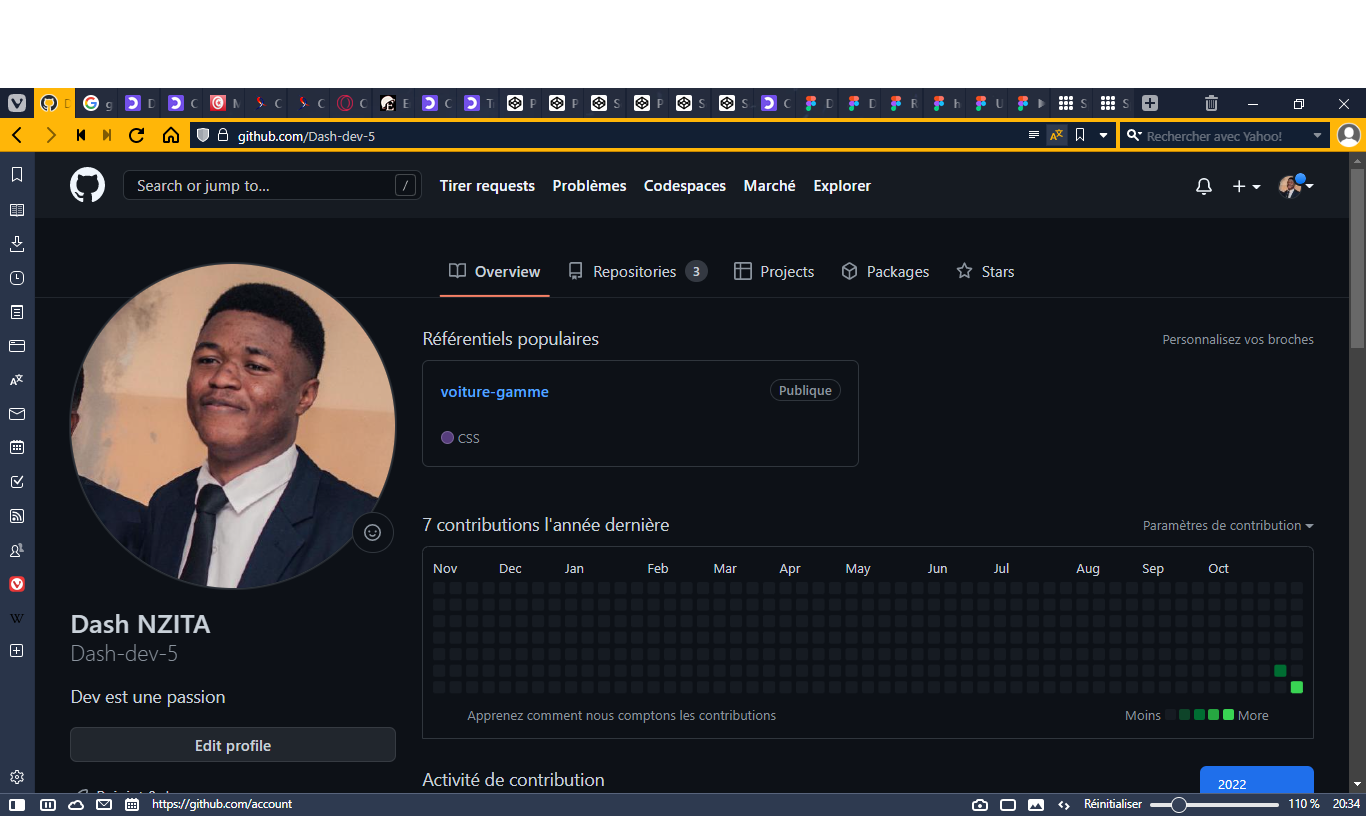 D g D C M C C E C T P P S P S S C D D R h U S S
github.com/Dash-dev-5 Rechercher avec Yahoo!
Search or jump to... / Tirer requests Problèmes Codespaces Marché Explorer
Overview Repositories 3 Projects Packages Stars
Référentiels populaires Personnalisez vos broches
voiture-gamme Publique
CSS
7 contributions l'année dernière Paramètres de contribution
Nov Dec Jan Feb Mar Apr May Jun Jul Aug Sep Oct
Apprenez comment nous comptons les contributions Moins More
Dash NZITA
Dash-dev-5
Dev est une passion
Edit profile
Activité de contribution 2022
https://github.com/account Réinitialiser 110 % 20:34